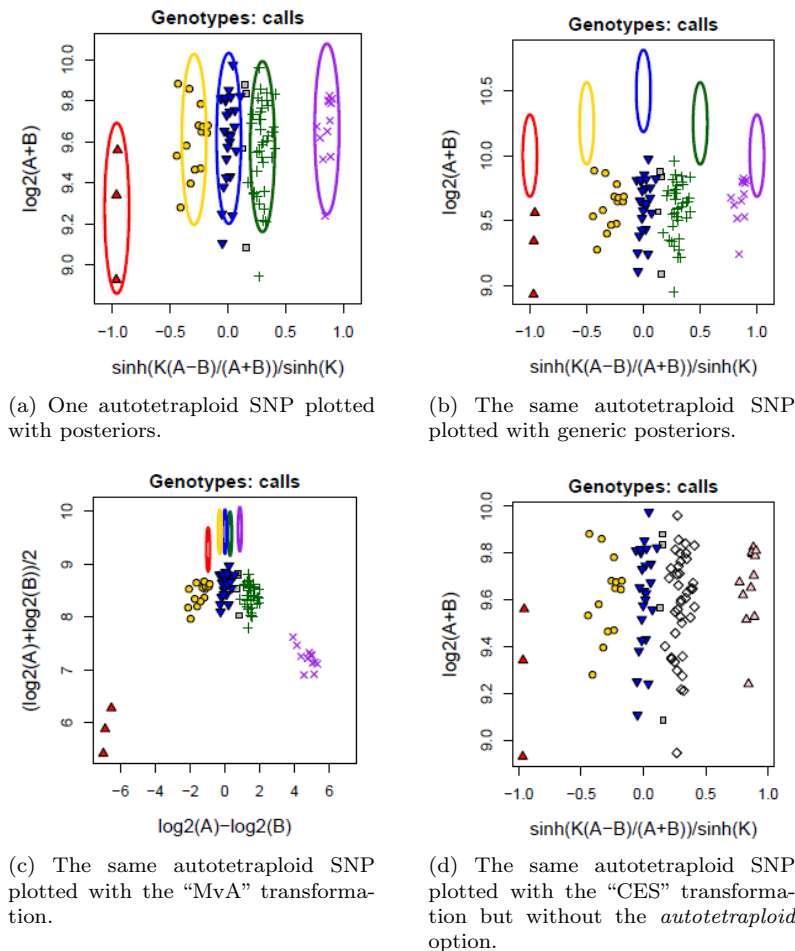 Genotypes: calls
log2(A+B)
10.0
9.8
9.6
9.4
9.2
9.0
−1.0 −0.5 0.0 0.5 1.0
sinh(K(A−B)/(A+B))/sinh(K)
(a) One autotetraploid SNP plotted
with posteriors.
Genotypes: calls
log2(A+B)
10.5
10.0
9.5
9.0
−1.0 −0.5 0.0 0.5 1.0
sinh(K(A−B)/(A+B))/sinh(K)
(b) The same autotetraploid SNP
plotted with generic posteriors.
Genotypes: calls
(log2(A)+log2(B))/2
10
9
8
7
6
−6 −4 −2 0 2 4 6
log2(A)−log2(B)
(c) The same autotetraploid SNP
plotted with the “MvA” transforma-
tion.
Genotypes: calls
log2(A+B)
10.0
9.8
9.6
9.4
9.2
9.0
−1.0 −0.5 0.0 0.5 1.0
sinh(K(A−B)/(A+B))/sinh(K)
(d) The same autotetraploid SNP
plotted with the “CES” transforma-
tion but without the autotetraploid
option.